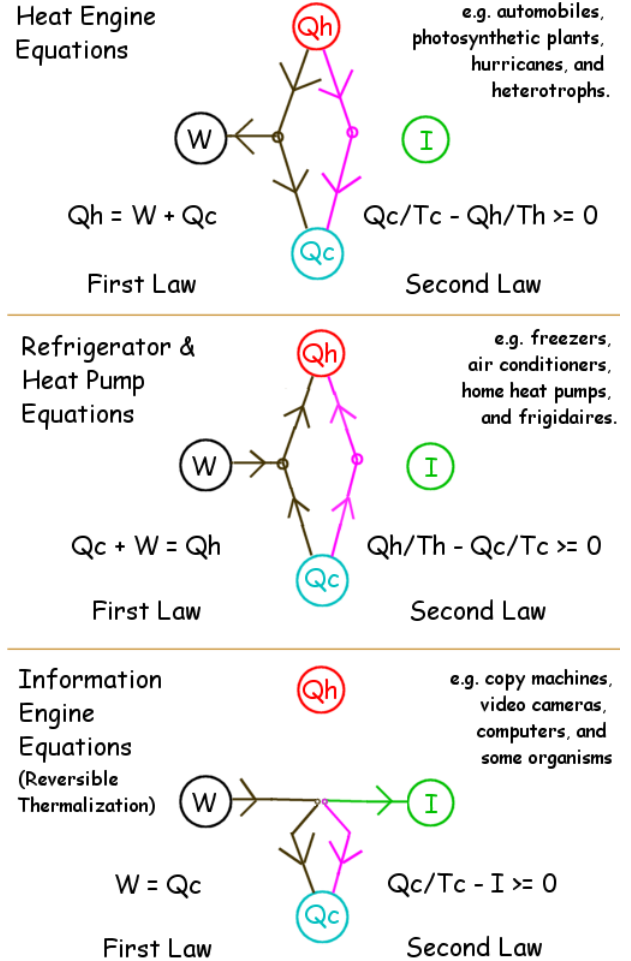 Heat Engine
Equations
e.g. automobiles,
photosynthetic plants,
hurricanes, and
heterotrophs.
Qh
W
I
Qh = W + Qc
Qc/Tc - Qh/Th >= 0
Qc
First Law
Second Law
Refrigerator &
Heat Pump
Equations
e.g. freezers,
air conditioners,
home heat pumps,
and frigidaires.
Qh
W
I
Qc + W = Qh
Qh/Th - Qc/Tc >= 0
Qc
First Law
Second Law
Information
Engine
Equations
(Reversible
Thermalization)
Qh
e.g. copy machines,
video cameras,
computers, and
some organisms
W
I
W = Qc
Qc/Tc - I >= 0
Qc
First Law
Second Law